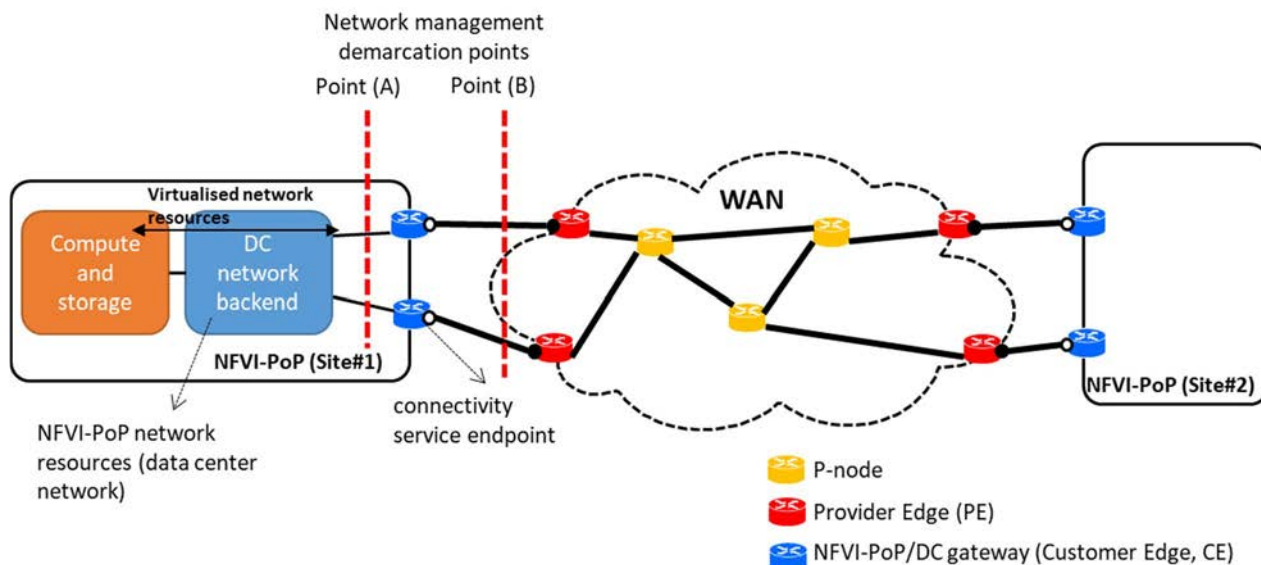 Network management
demarcation points
Point (A)
Point (B)
WAN
Virtualised network
resources
Compute
and
storage
DC
network
backend
NFVI-PoP (Site#1)
NFVI-PoP (Site#2)
NFVI-PoP network
resources (data center
network)
connectivity
service endpoint
P-node
Provider Edge (PE)
NFVI-PoP/DC gateway (Customer Edge, CE)